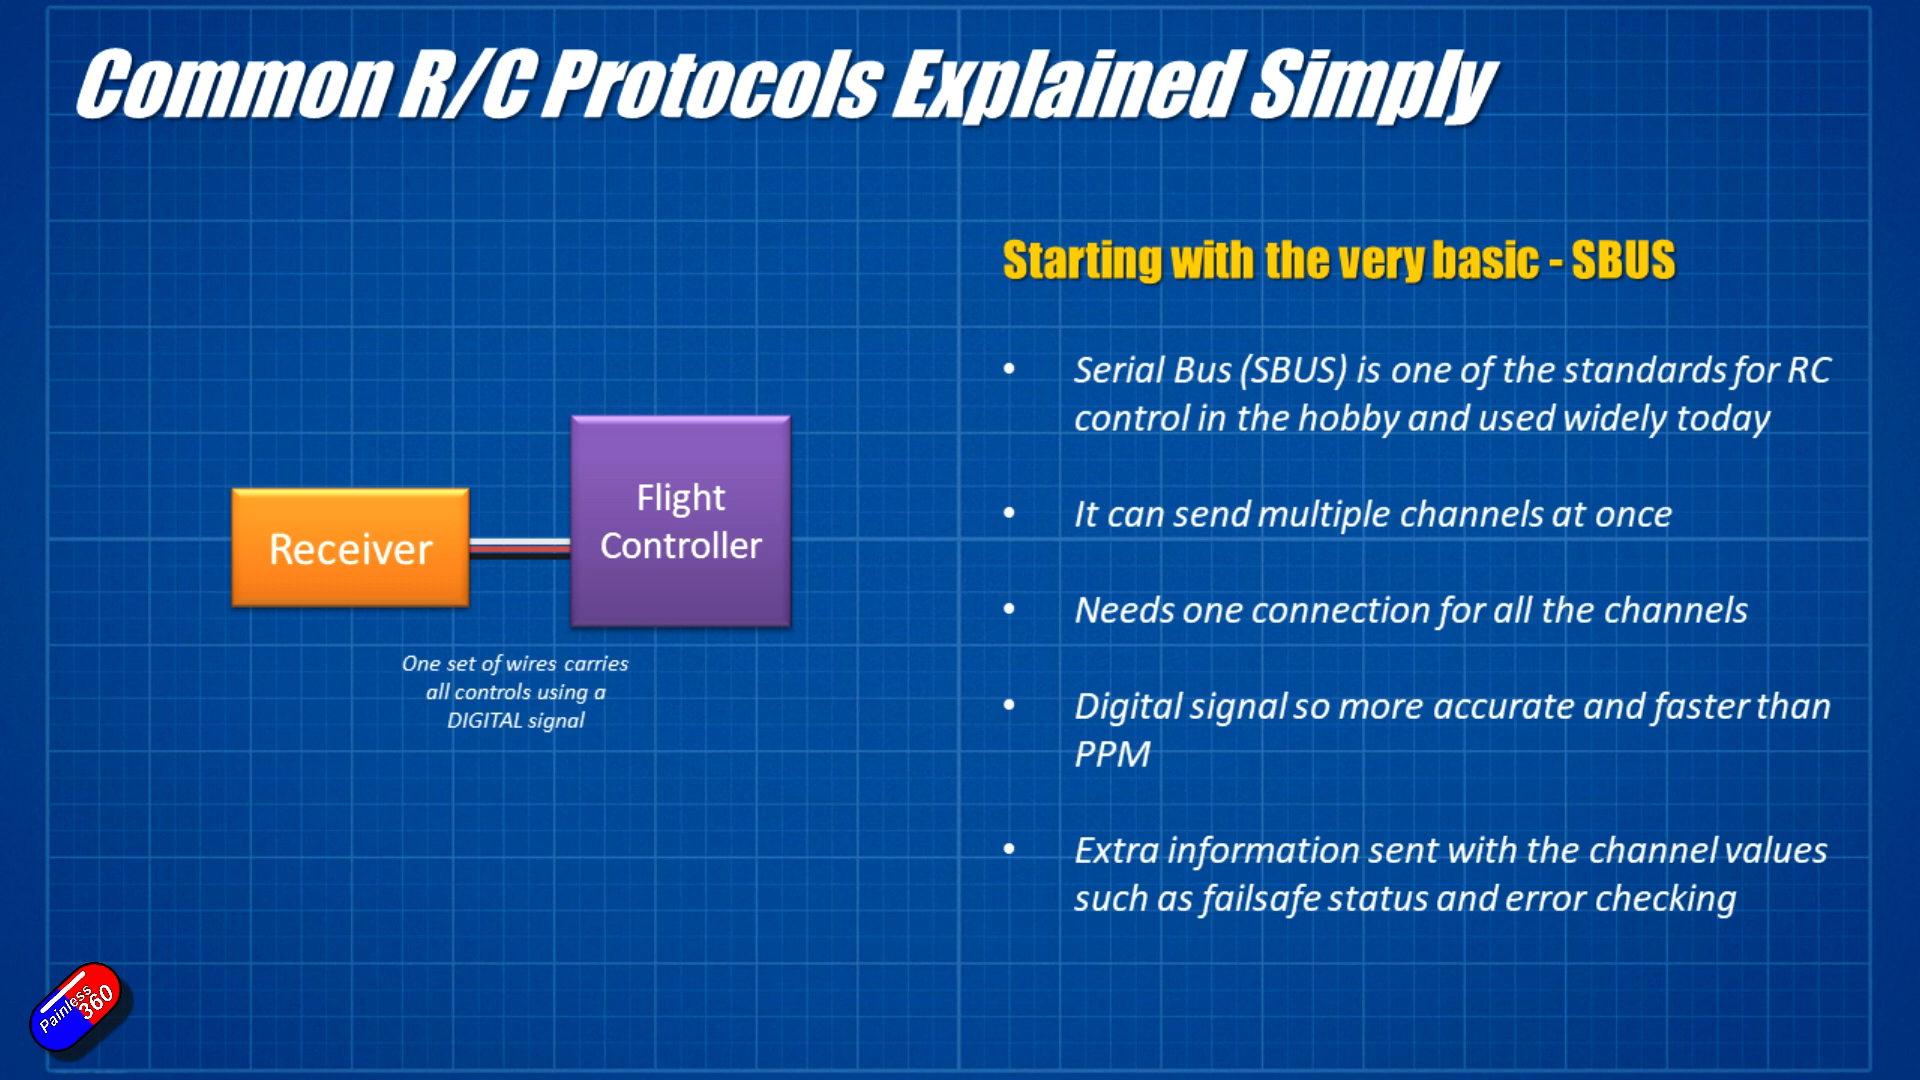 Common R/C Protocols Explained Simply
Starting with the very basic - SBUS
• Serial Bus (SBUS) is one of the standards for RC
control in the hobby and used widely today
• It can send multiple channels at once
• Needs one connection for all the channels
• Digital signal so more accurate and faster than
PPM
• Extra information sent with the channel values
such as failsafe status and error checking
Receiver
Flight
Controller
One set of wires carries
all controls using a
DIGITAL signal
Painless
360